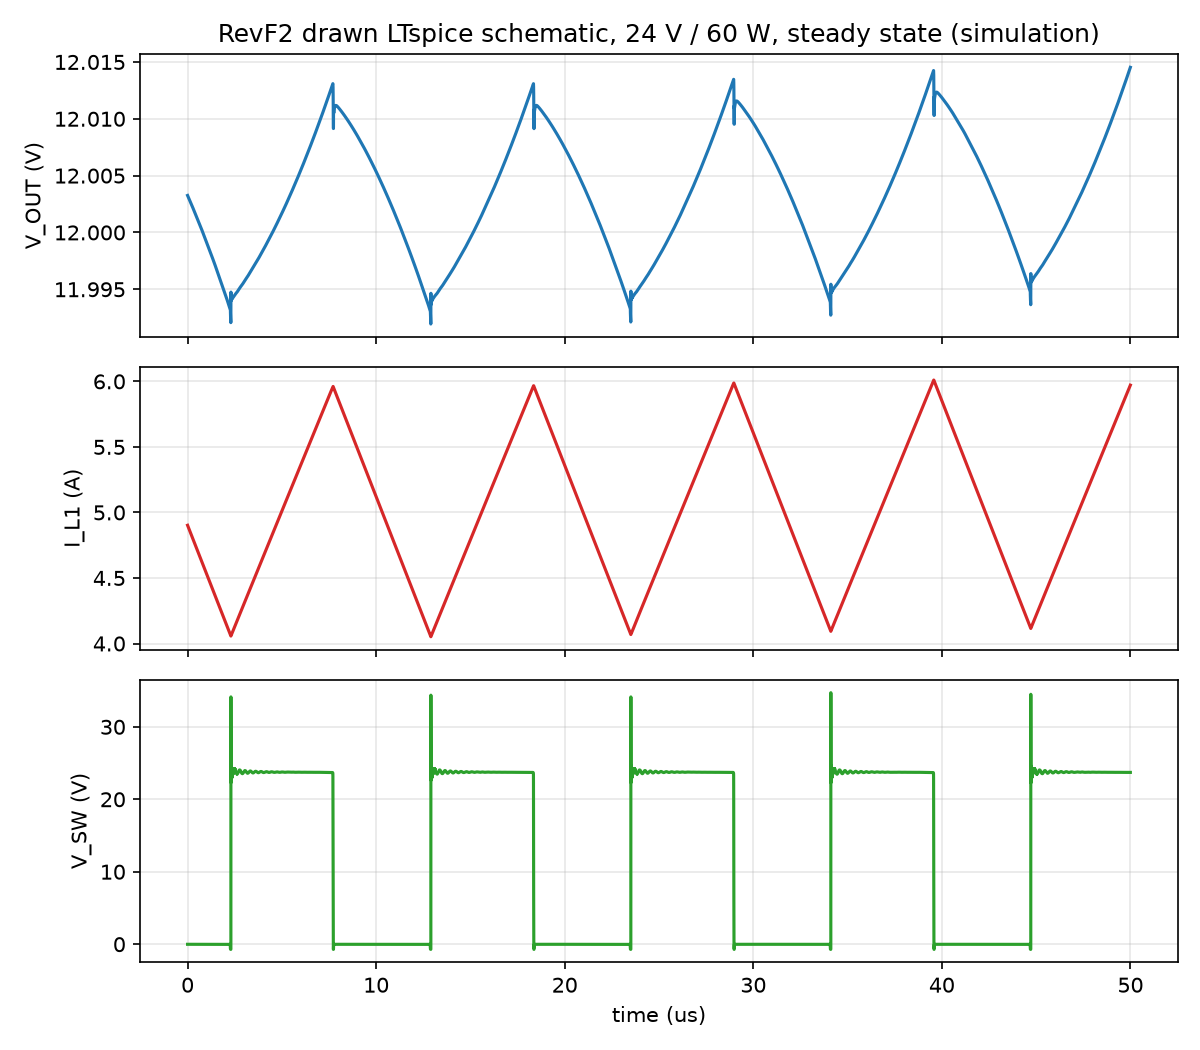 RevF2 drawn LTspice schematic, 24 V / 60 W, steady state (simulation)
12.015
12.010
12.005
12.000
11.995
V_OUT (V)
6.0
5.5
5.0
4.5
4.0
I_L1 (A)
30
20
10
0
V_SW (V)
0 10 20 30 40 50
time (us)